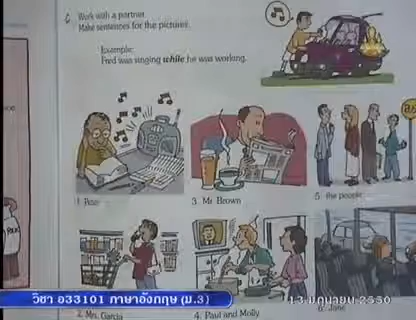 C Work with a partner.
Make sentences for the pictures.
Example:
Fred was singing while he was working.
3. Mr. Brown
5. the people
2. Mrs. Garcia
4. Paul and Molly
6. Jane
วิชา อ33101 ภาษาอังกฤษ (ม.3)
13 มิถุนายน 2550